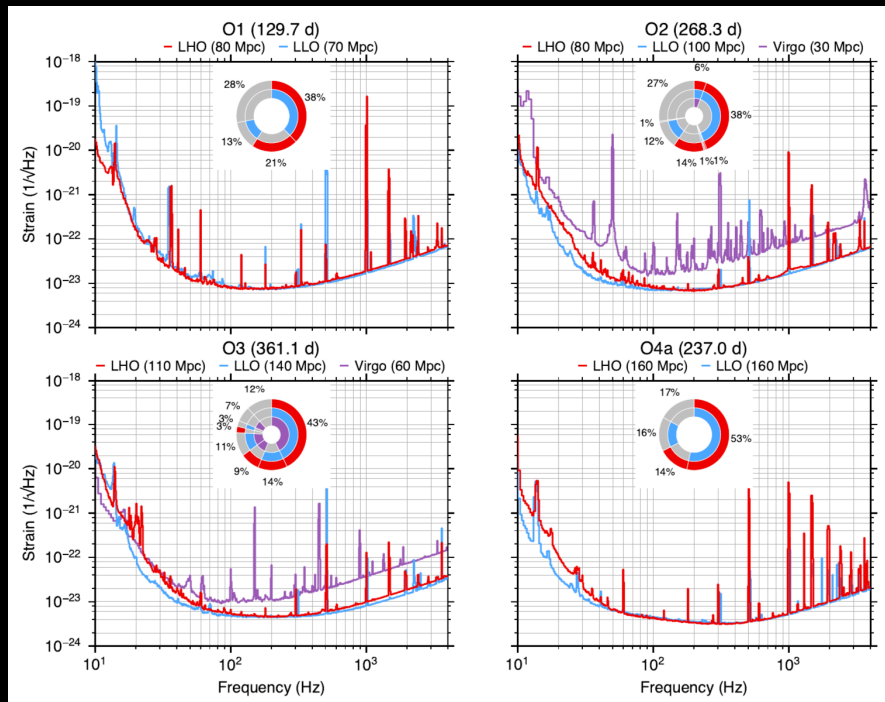 O1 (129.7 d)
LHO (80 Mpc) LLO (70 Mpc)
10⁻¹⁸
10⁻¹⁹
10⁻²⁰
10⁻²¹
10⁻²²
10⁻²³
10⁻²⁴
Strain (1/√Hz)
28%
38%
13%
21%
O2 (268.3 d)
LHO (80 Mpc) LLO (100 Mpc) Virgo (30 Mpc)
6%
27%
38%
1%
12%
14%
1%
1%
O3 (361.1 d)
LHO (110 Mpc) LLO (140 Mpc) Virgo (60 Mpc)
10⁻¹⁸
10⁻¹⁹
10⁻²⁰
10⁻²¹
10⁻²²
10⁻²³
10⁻²⁴
Strain (1/√Hz)
12%
7%
3%
3%
43%
11%
9%
14%
10¹ 10² 10³
Frequency (Hz)
O4a (237.0 d)
LHO (160 Mpc) LLO (160 Mpc)
17%
16%
53%
14%
10¹ 10² 10³
Frequency (Hz)